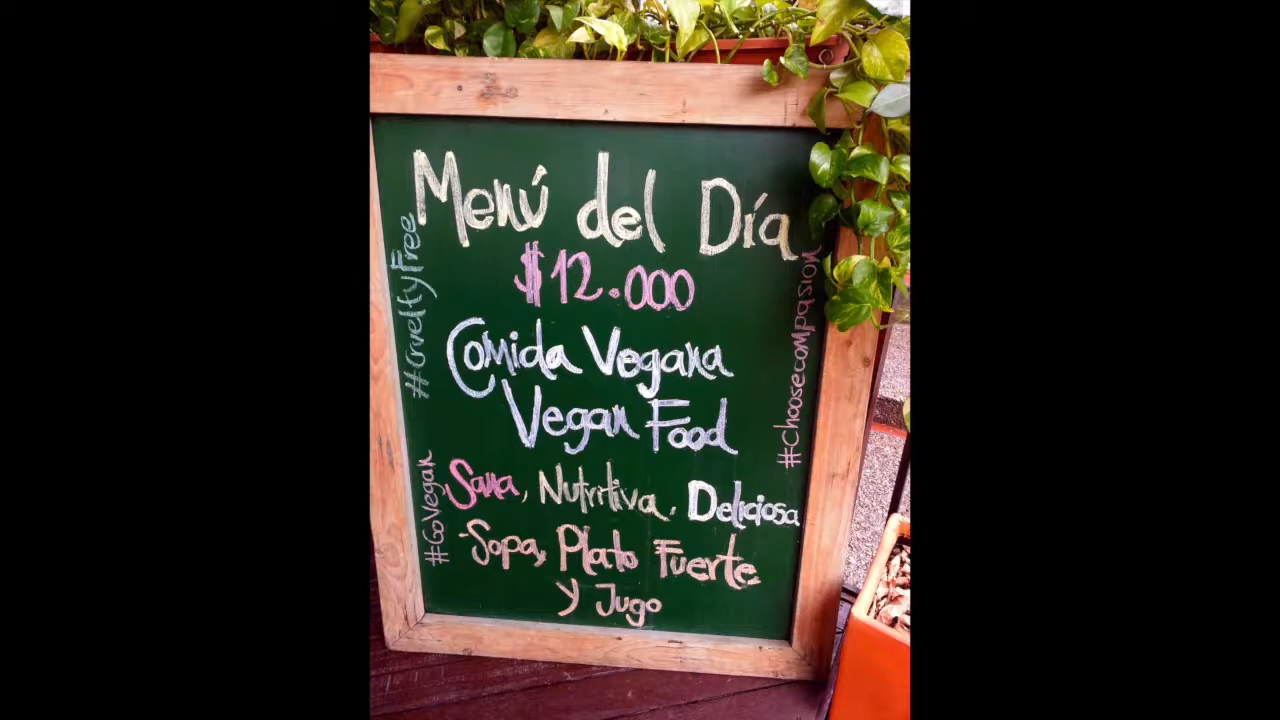 Menú del Día
$12.000
Comida Vegana
Vegan Food
Sana, Nutritiva, Deliciosa
-Sopa, Plato Fuerte
y Jugo
#CrueltyFree
#GoVegan
#choosecompasion